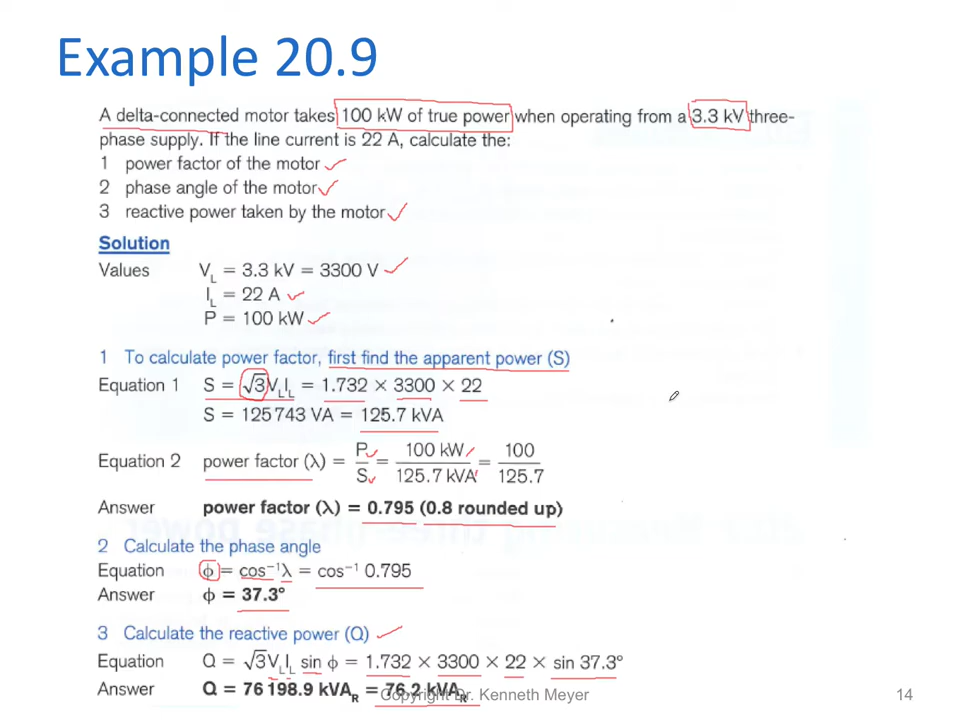 Example 20.9
A delta-connected motor takes 100 kW of true power when operating from a 3.3 kV three-
phase supply. If the line current is 22 A, calculate the:
1 power factor of the motor
2 phase angle of the motor
3 reactive power taken by the motor
Solution
Values V_L = 3.3 kV = 3300 V
I_L = 22 A
P = 100 kW
1 To calculate power factor, first find the apparent power (S)
Equation 1 S = √3V_LI_L = 1.732 × 3300 × 22
S = 125 743 VA = 125.7 kVA
Equation 2 power factor (λ) = P/S = 100 kW/125.7 kVA = 100/125.7
Answer power factor (λ) = 0.795 (0.8 rounded up)
2 Calculate the phase angle
Equation ϕ = cos⁻¹λ = cos⁻¹ 0.795
Answer ϕ = 37.3°
3 Calculate the reactive power (Q)
Equation Q = √3V_LI_L sin ϕ = 1.732 × 3300 × 22 × sin 37.3°
Answer Q = 76 198.9 kVA_R = 76.2 kVA_R
Copyright Dr. Kenneth Meyer
14